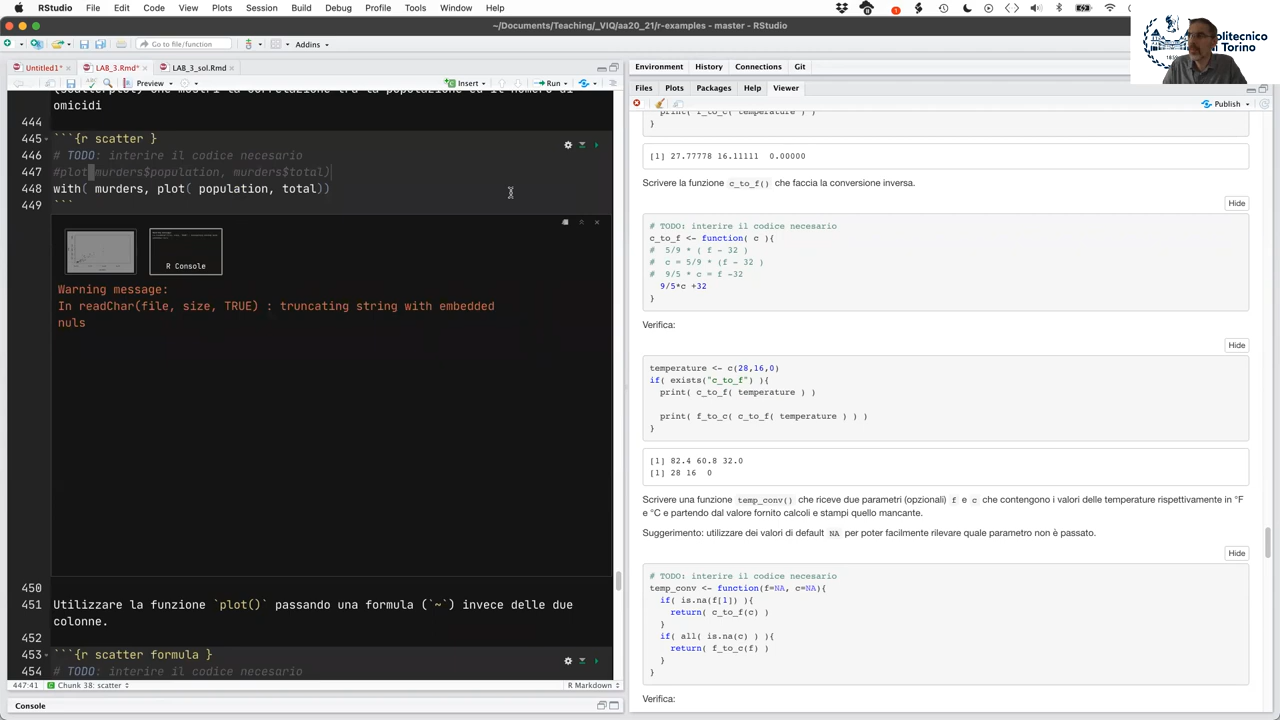 RStudio File Edit Code View Plots Session Build Debug Profile Tools Window Help
~/Documents/Teaching/_VIQ/aa20_21/r-examples - master - RStudio
Go to file/function Addins
Politecnico
di Torino
Untitled1* LAB_3.Rmd* LAB_3_sol.Rmd
Preview Insert Run
omicidi
444
445 ```{r scatter }
446 # TODO: interire il codice necesario
447 #plot(murders$population, murders$total)
448 with( murders, plot( population, total))
449 ```
R Console
Warning message:
In readChar(file, size, TRUE) : truncating string with embedded
nuls
450
451 Utilizzare la funzione `plot()` passando una formula (`~`) invece delle due
colonne.
452
453 ```{r scatter formula }
454 # TODO: interire il codice necesario
447:41 Chunk 38: scatter R Markdown
Console
Environment History Connections Git
Files Plots Packages Help Viewer
Publish
print( f_to_c( temperature ) )
}
[1] 27.77778 16.11111 0.00000
Scrivere la funzione c_to_f() che faccia la conversione inversa.
Hide
# TODO: interire il codice necesario
c_to_f <- function( c ){
# 5/9 * ( f - 32 )
# c = 5/9 * (f - 32 )
# 9/5 * c = f -32
9/5*c +32
}
Verifica:
Hide
temperature <- c(28,16,0)
if( exists("c_to_f") ){
print( c_to_f( temperature ) )
print( f_to_c( c_to_f( temperature ) ) )
}
[1] 82.4 60.8 32.0
[1] 28 16 0
Scrivere una funzione temp_conv() che riceve due parametri (opzionali) f e c che contengono i valori delle temperature rispettivamente in °F
e °C e partendo dal valore fornito calcoli e stampi quello mancante.
Suggerimento: utilizzare dei valori di default NA per poter facilmente rilevare quale parametro non è passato.
Hide
# TODO: interire il codice necesario
temp_conv <- function(f=NA, c=NA){
if( is.na(f[1]) ){
return( c_to_f(c) )
}
if( all( is.na(c) ) ){
return( f_to_c(f) )
}
}
Verifica: